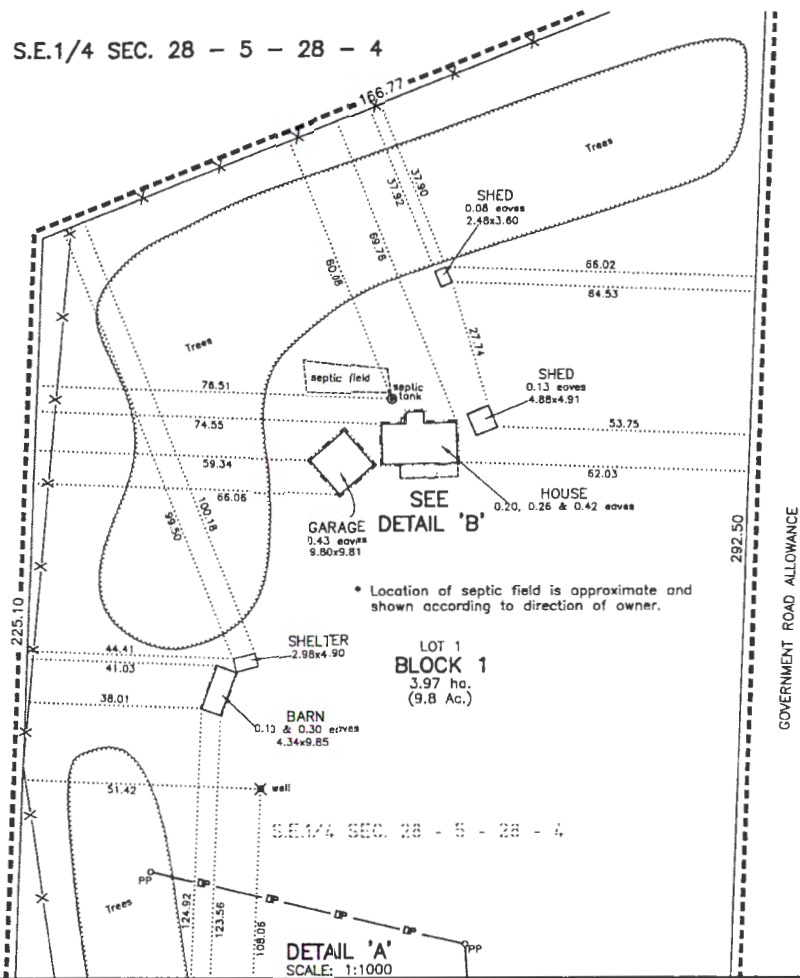 S.E.1/4 SEC. 28 - 5 - 28 - 4
166.77
Trees
37.90
37.92
SHED
0.08 eaves
2.48x3.60
69.76
60.08
66.02
84.53
27.74
Trees
septic field
septic
tank
76.51
SHED
0.13 eaves
4.88x4.91
74.55
53.75
59.34
62.03
66.06
SEE
DETAIL 'B'
HOUSE
0.20, 0.26 & 0.42 eaves
GARAGE
0.43 eaves
9.80x9.81
99.50
100.18
292.50
GOVERNMENT ROAD ALLOWANCE
* Location of septic field is approximate and
shown according to direction of owner.
225.10
44.41
41.03
SHELTER
2.98x4.90
LOT 1
BLOCK 1
3.97 ha.
(9.8 Ac.)
38.01
BARN
0.13 & 0.30 eaves
4.34x9.85
51.42
well
S.E.1/4 SEC. 28 - 5 - 28 - 4
PP
Trees
124.92
123.56
108.06
PP
DETAIL 'A'
SCALE: 1:1000